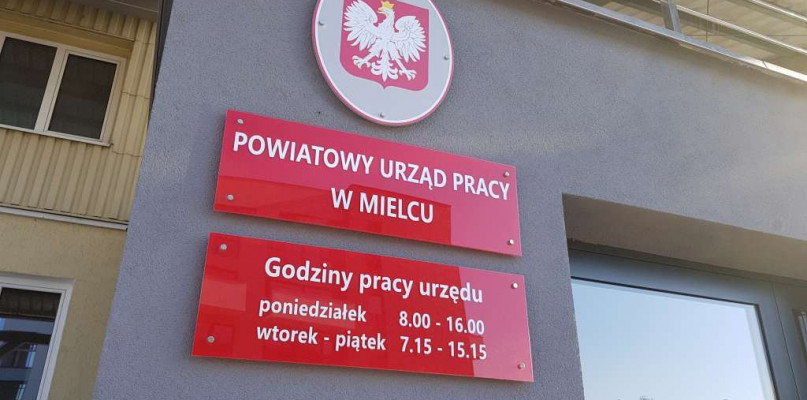 POWIATOWY URZĄD PRACY
W MIELCU
Godziny pracy urzędu
poniedziałek 8.00 - 16.00
wtorek - piątek 7.15 - 15.15